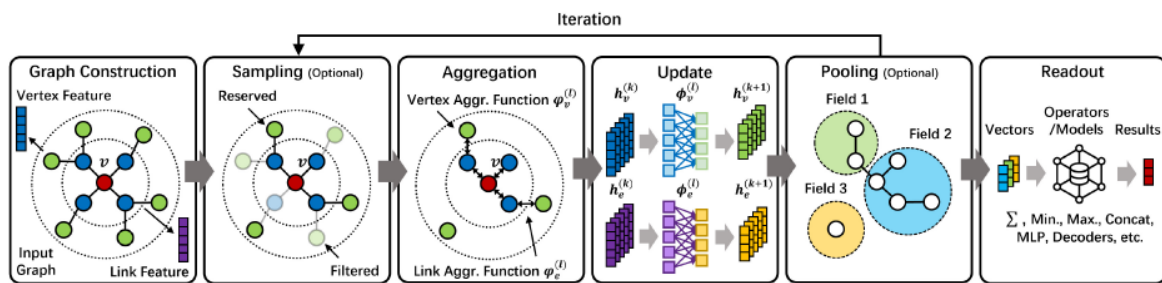 Iteration
Graph Construction
Vertex Feature
v
Input
Graph
Link Feature
Sampling (Optional)
Reserved
v
Filtered
Aggregation
Vertex Aggr. Function φ_v^(l)
v
Link Aggr. Function φ_e^(l)
Update
h_v^(k) ϕ_v^(l) h_v^(k+1)
h_e^(k) ϕ_e^(l) h_e^(k+1)
Pooling (Optional)
Field 1
Field 2
Field 3
Readout
Operators
Vectors /Models Results
∑ , Min., Max., Concat,
MLP, Decoders, etc.